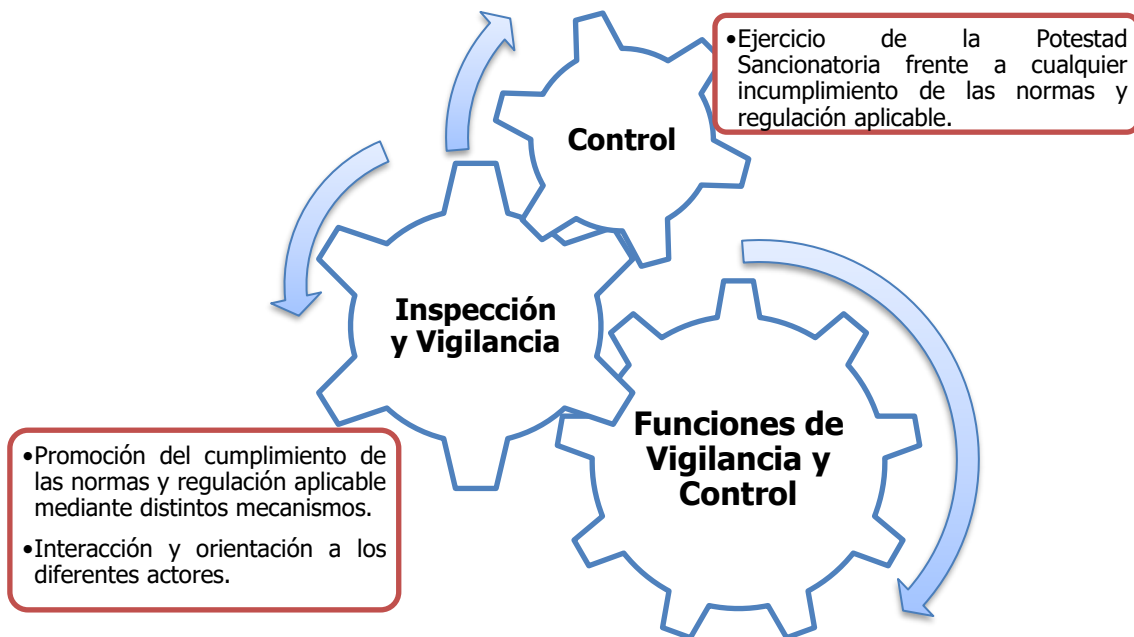 •Ejercicio de la Potestad
Sancionatoria frente a cualquier
incumplimiento de las normas y
regulación aplicable.
Control
Inspección
y Vigilancia
Funciones de
Vigilancia y
Control
•Promoción del cumplimiento de
las normas y regulación aplicable
mediante distintos mecanismos.
•Interacción y orientación a los
diferentes actores.